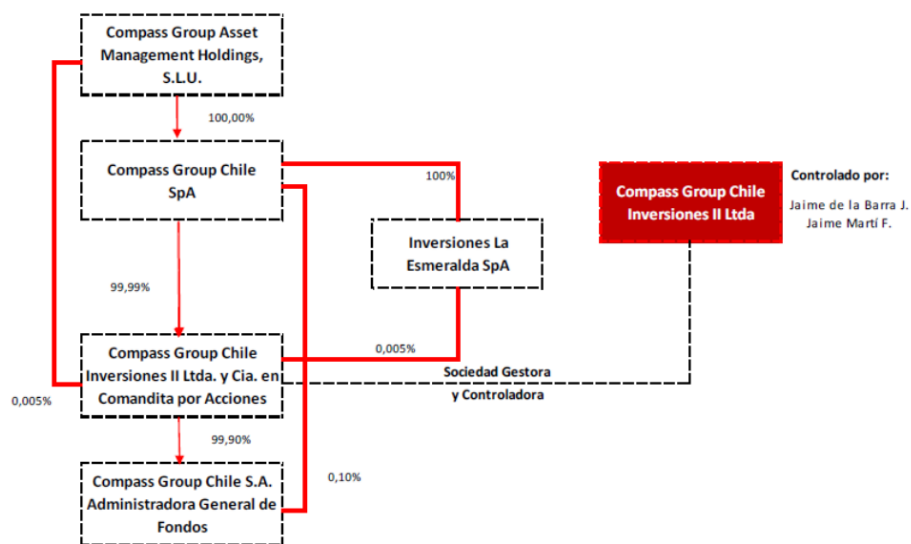 Compass Group Asset
Management Holdings,
S.L.U.
100,00%
Compass Group Chile
SpA
100%
Compass Group Chile
Inversiones II Ltda
Controlado por:
Jaime de la Barra J.
Jaime Martí F.
Inversiones La
Esmeralda SpA
99,99%
Compass Group Chile
Inversiones II Ltda. y Cia. en
Comandita por Acciones
0,005%
Sociedad Gestora
y Controladora
0,005%
99,90%
Compass Group Chile S.A.
Administradora General de
Fondos
0,10%